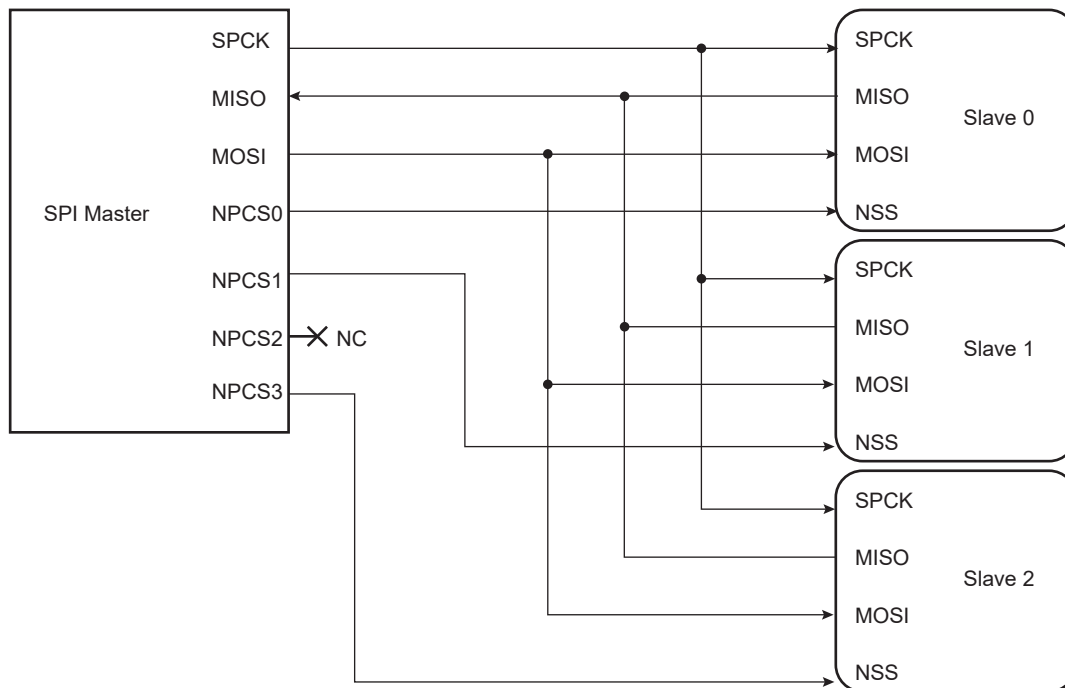 SPI Master
SPCK
MISO
MOSI
NPCS0
NPCS1
NPCS2 NC
NPCS3
SPCK
MISO
Slave 0
MOSI
NSS
SPCK
MISO
Slave 1
MOSI
NSS
SPCK
MISO
Slave 2
MOSI
NSS